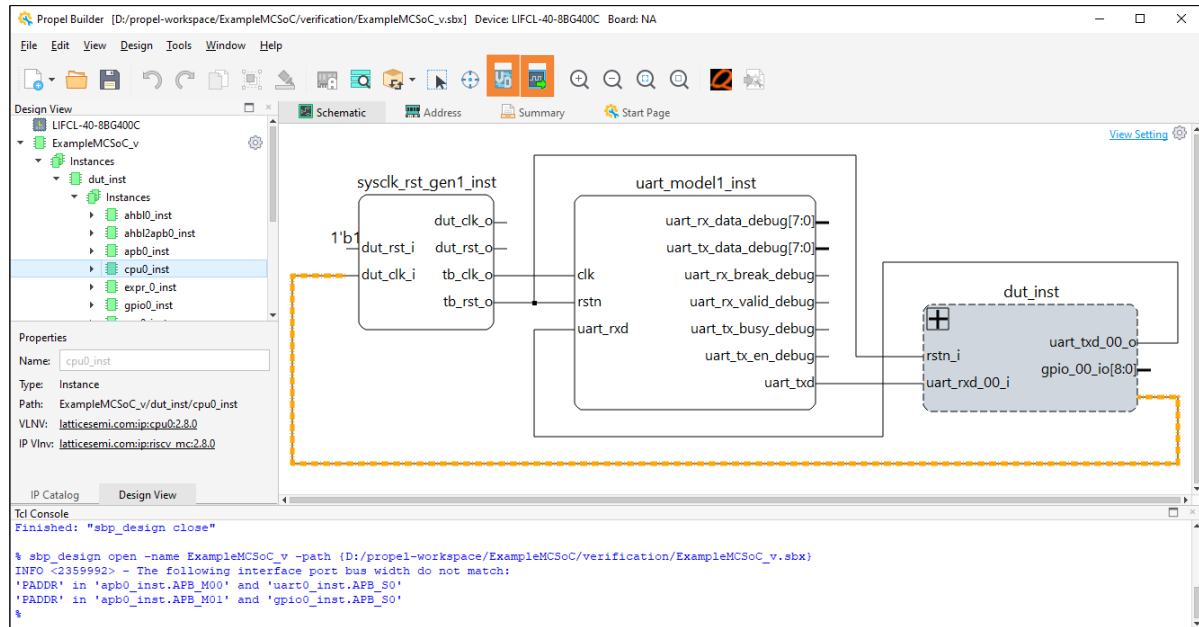 Propel Builder [D:/propel-workspace/ExampleMCSoC/verification/ExampleMCSoC_v.sbx] Device: LIFCL-40-8BG400C Board: NA
File Edit View Design Tools Window Help
Design View
LIFCL-40-8BG400C
ExampleMCSoC_v
Instances
dut_inst
Instances
ahbl0_inst
ahbl2apb0_inst
apb0_inst
cpu0_inst
expr_0_inst
gpio0_inst
Properties
Name: cpu0_inst
Type: Instance
Path: ExampleMCSoC_v/dut_inst/cpu0_inst
VLNV: latticesemi.com:ip:cpu0:2.8.0
IP Vlnv: latticesemi.com:ip:riscv_mc:2.8.0
IP Catalog Design View
Schematic Address Summary Start Page
View Setting
sysclk_rst_gen1_inst
dut_clk_o
1'b1
dut_rst_i dut_rst_o
dut_clk_i tb_clk_o
tb_rst_o
uart_model1_inst
uart_rx_data_debug[7:0]
uart_tx_data_debug[7:0]
clk uart_rx_break_debug
rstn uart_rx_valid_debug
uart_rxd uart_tx_busy_debug
uart_tx_en_debug
uart_txd
dut_inst
uart_txd_00_o
rstn_i
gpio_00_io[8:0]
uart_rxd_00_i
Tcl Console
Finished: "sbp_design close"
% sbp_design open -name ExampleMCSoC_v -path {D:/propel-workspace/ExampleMCSoC/verification/ExampleMCSoC_v.sbx}
INFO <2359992> - The following interface port bus width do not match:
'PADDR' in 'apb0_inst.APB_M00' and 'uart0_inst.APB_S0'
'PADDR' in 'apb0_inst.APB_M01' and 'gpio0_inst.APB_S0'
%